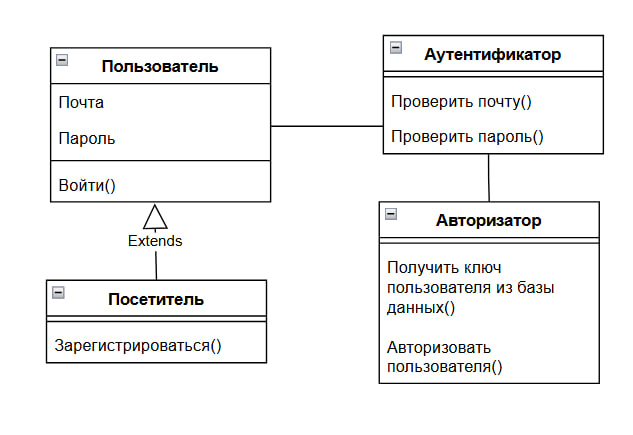 Пользователь
Почта
Пароль
Войти()
Extends
Посетитель
Зарегистрироваться()
Аутентификатор
Проверить почту()
Проверить пароль()
Авторизатор
Получить ключ
пользователя из базы
данных()
Авторизовать
пользователя()